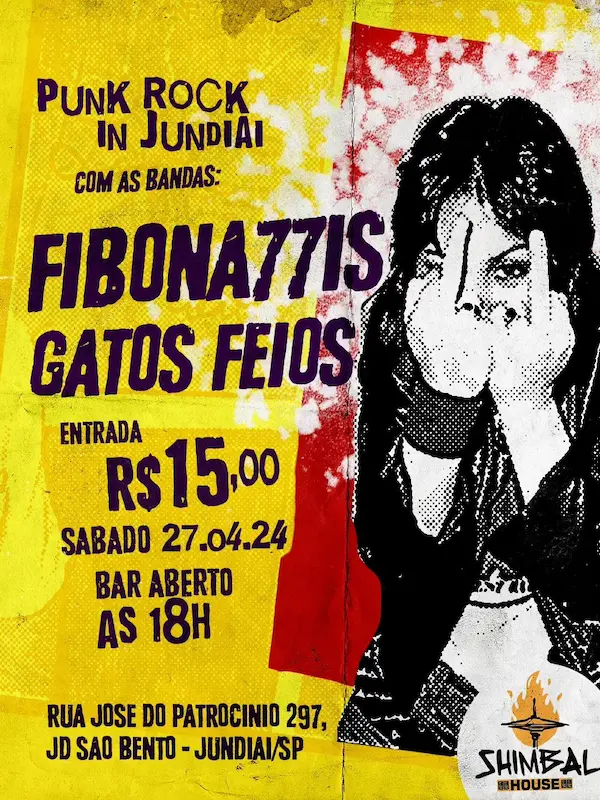 PUNK ROCK
IN JUNDIAI
COM AS BANDAS:
FIBONA77IS
GATOS FEIOS
ENTRADA
R$15,00
SABADO 27.04.24
BAR ABERTO
AS 18H
RUA JOSE DO PATROCINIO 297,
JD SAO BENTO - JUNDIAI/SP
SHIMBAL
HOUSE